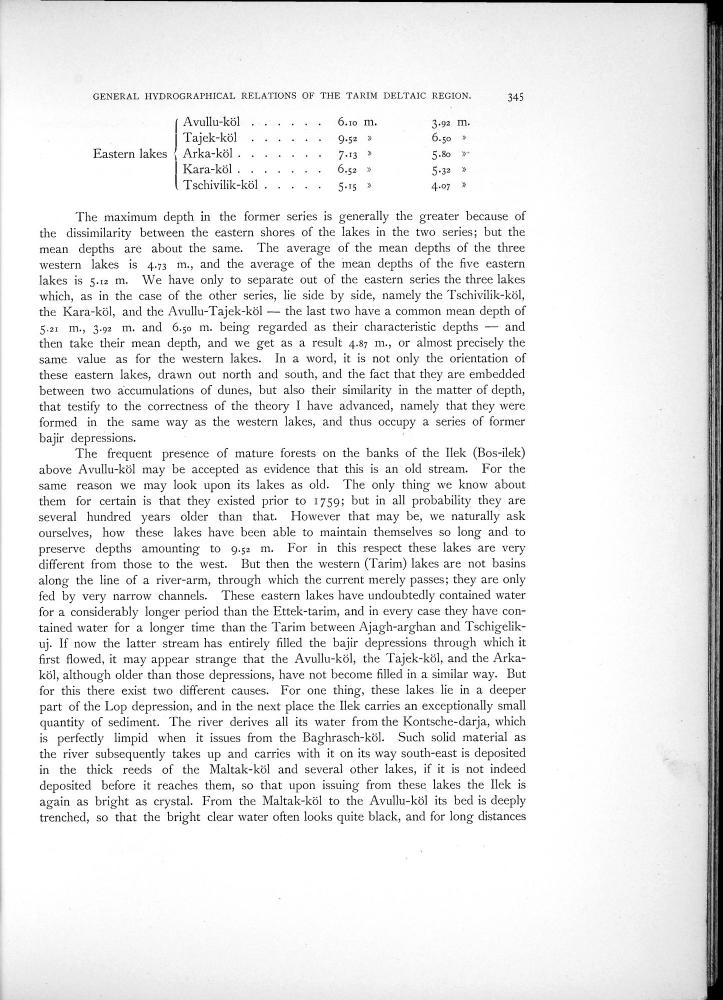 GENERAL HYDROGRAPHICAL RELATIONS OF THE TARIM DELTAIC REGION. 345
Avullu-köl . . . . . . 6.10 m. 3.92 m.
Tajek-köl . . . . . . 9.52 » 6.50 »
Eastern lakes { Arka-köl . . . . . . . 7.13 » 5.80 »
Kara-köl . . . . . . . 6.52 » 5.32 »
Tschivilik-köl . . . . . 5.15 » 4.07 »
The maximum depth in the former series is generally the greater because of
the dissimilarity between the eastern shores of the lakes in the two series; but the
mean depths are about the same. The average of the mean depths of the three
western lakes is 4.73 m., and the average of the mean depths of the five eastern
lakes is 5.12 m. We have only to separate out of the eastern series the three lakes
which, as in the case of the other series, lie side by side, namely the Tschivilik-köl,
the Kara-köl, and the Avullu-Tajek-köl — the last two have a common mean depth of
5.21 m., 3.92 m. and 6.50 m. being regarded as their characteristic depths — and
then take their mean depth, and we get as a result 4.87 m., or almost precisely the
same value as for the western lakes. In a word, it is not only the orientation of
these eastern lakes, drawn out north and south, and the fact that they are embedded
between two accumulations of dunes, but also their similarity in the matter of depth,
that testify to the correctness of the theory I have advanced, namely that they were
formed in the same way as the western lakes, and thus occupy a series of former
bajir depressions.
The frequent presence of mature forests on the banks of the Ilek (Bos-ilek)
above Avullu-köl may be accepted as evidence that this is an old stream. For the
same reason we may look upon its lakes as old. The only thing we know about
them for certain is that they existed prior to 1759; but in all probability they are
several hundred years older than that. However that may be, we naturally ask
ourselves, how these lakes have been able to maintain themselves so long and to
preserve depths amounting to 9.52 m. For in this respect these lakes are very
different from those to the west. But then the western (Tarim) lakes are not basins
along the line of a river-arm, through which the current merely passes; they are only
fed by very narrow channels. These eastern lakes have undoubtedly contained water
for a considerably longer period than the Ettek-tarim, and in every case they have con-
tained water for a longer time than the Tarim between Ajagh-arghan and Tschigelik-
uj. If now the latter stream has entirely filled the bajir depressions through which it
first flowed, it may appear strange that the Avullu-köl, the Tajek-köl, and the Arka-
köl, although older than those depressions, have not become filled in a similar way. But
for this there exist two different causes. For one thing, these lakes lie in a deeper
part of the Lop depression, and in the next place the Ilek carries an exceptionally small
quantity of sediment. The river derives all its water from the Kontsche-darja, which
is perfectly limpid when it issues from the Baghrasch-köl. Such solid material as
the river subsequently takes up and carries with it on its way south-east is deposited
in the thick reeds of the Maltak-köl and several other lakes, if it is not indeed
deposited before it reaches them, so that upon issuing from these lakes the Ilek is
again as bright as crystal. From the Maltak-köl to the Avullu-köl its bed is deeply
trenched, so that the bright clear water often looks quite black, and for long distances